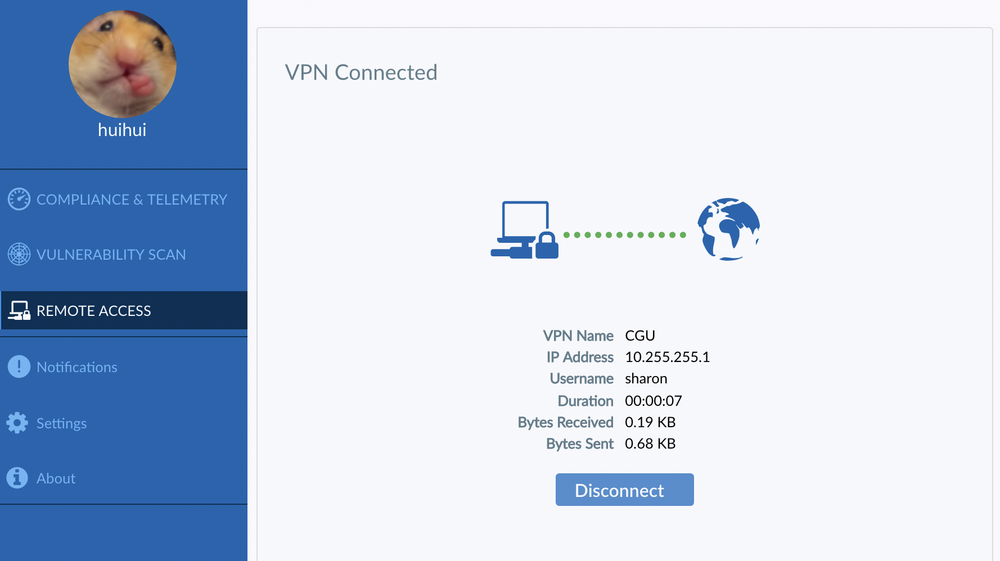 huihui
COMPLIANCE & TELEMETRY
VULNERABILITY SCAN
REMOTE ACCESS
Notifications
Settings
About
VPN Connected
VPN Name CGU
IP Address 10.255.255.1
Username sharon
Duration 00:00:07
Bytes Received 0.19 KB
Bytes Sent 0.68 KB
Disconnect